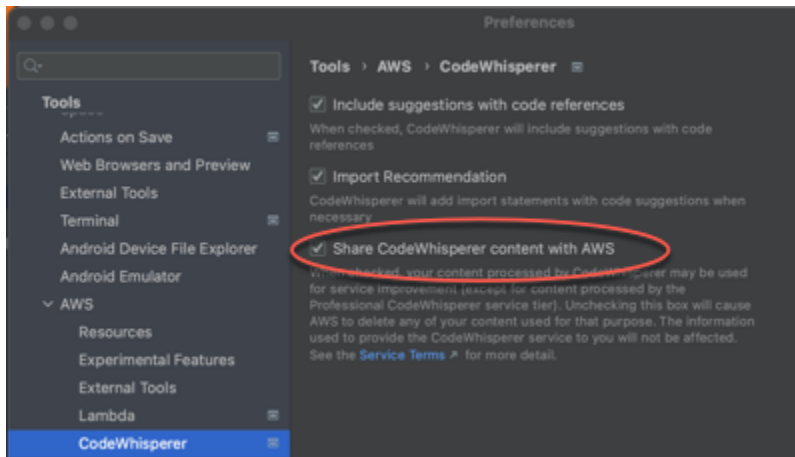 Preferences
Tools › AWS › CodeWhisperer
Tools
Actions on Save
Web Browsers and Preview
External Tools
Terminal
Android Device File Explorer
Android Emulator
AWS
Resources
Experimental Features
External Tools
Lambda
CodeWhisperer
Include suggestions with code references
When checked, CodeWhisperer will include suggestions with code
references
Import Recommendation
CodeWhisperer will add import statements with code suggestions when
necessary
Share CodeWhisperer content with AWS
When checked, your content processed by CodeWhisperer may be used
for service improvement (except for content processed by the
Professional CodeWhisperer service tier). Unchecking this box will cause
AWS to delete any of your content used for that purpose. The information
used to provide the CodeWhisperer service to you will not be affected.
See the Service Terms ↗ for more detail.